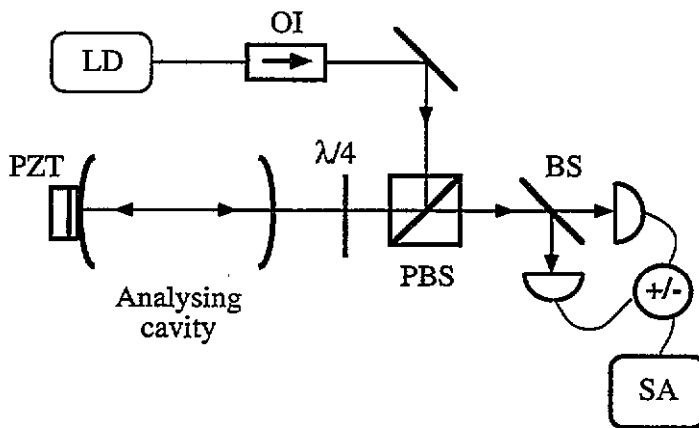 OI
LD
PZT
λ/4
BS
PBS
Analysing
cavity
+/-
SA